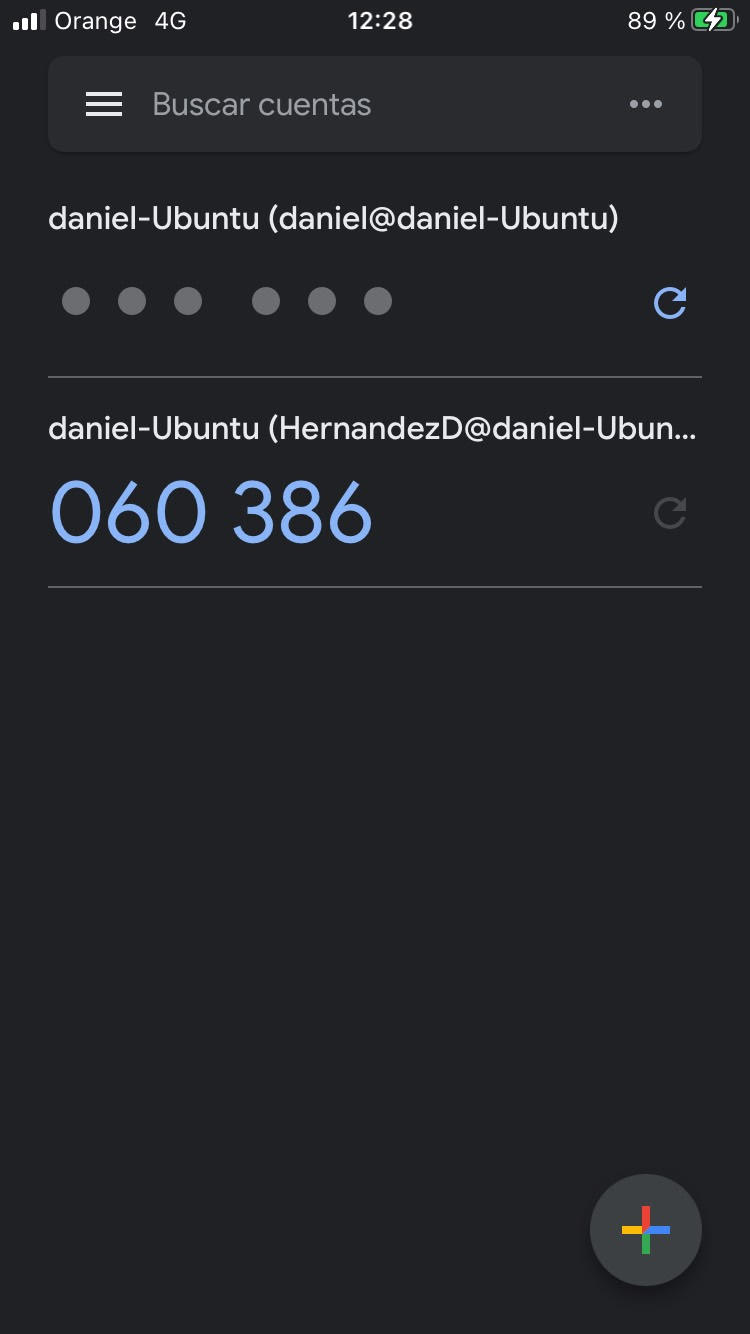 Orange 4G 12:28 89 %
Buscar cuentas
daniel-Ubuntu (daniel@daniel-Ubuntu)
daniel-Ubuntu (HernandezD@daniel-Ubun...
060 386